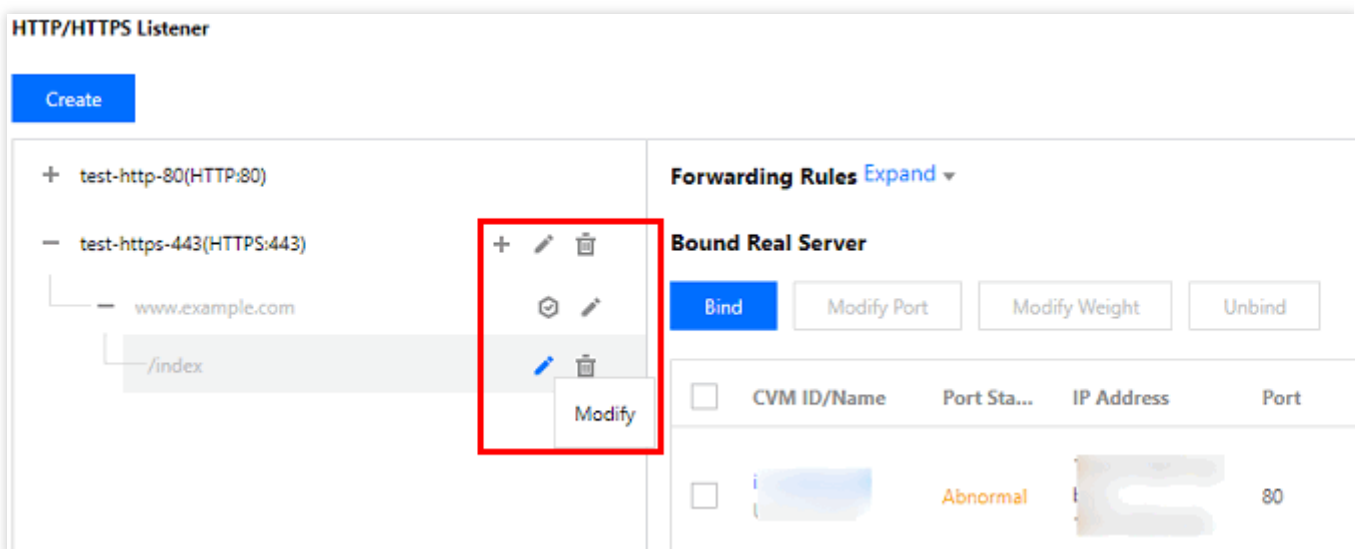 HTTP/HTTPS Listener
Create
test-http-80(HTTP:80)
test-https-443(HTTPS:443)
www.example.com
/index
Modify
Forwarding Rules Expand
Bound Real Server
Bind Modify Port Modify Weight Unbind
CVM ID/Name Port Sta... IP Address Port
Abnormal 80